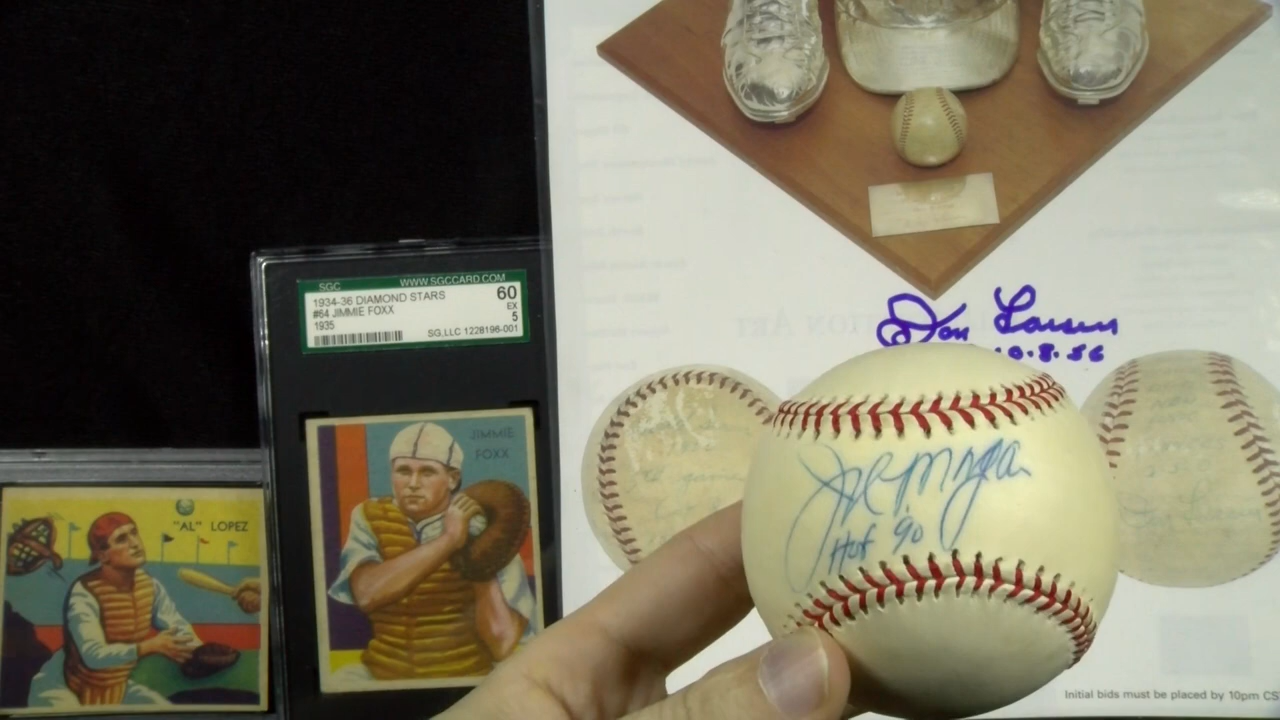 SGC WWW.SGCCARD.COM
1934-36 DIAMOND STARS 60
#64 JIMMIE FOXX EX
1935 5
SG,LLC 1228196-001
JIMMIE
FOXX
"AL" LOPEZ
Don Larsen
10.8.56
Joe Morgan
HOF 90
Initial bids must be placed by 10pm CS